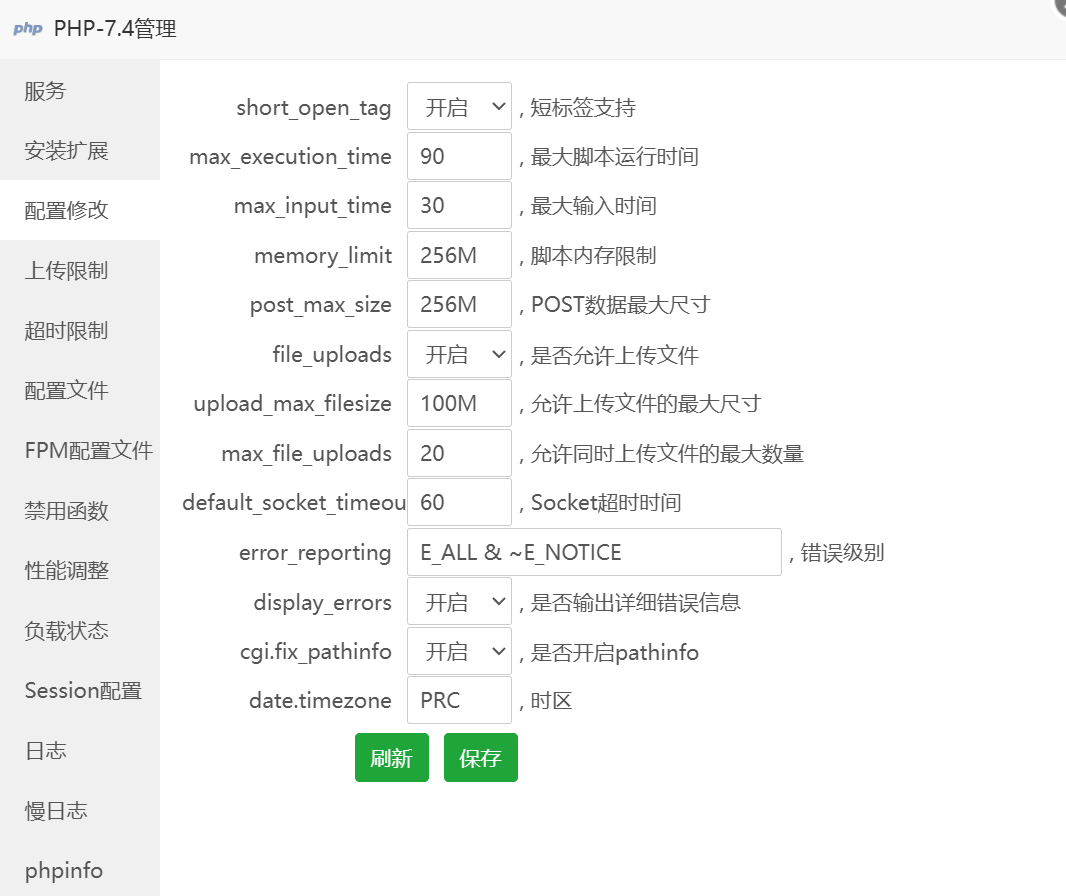 php PHP-7.4管理
服务
安装扩展
配置修改
上传限制
超时限制
配置文件
FPM配置文件
禁用函数
性能调整
负载状态
Session配置
日志
慢日志
phpinfo
short_open_tag 开启 , 短标签支持
max_execution_time 90 , 最大脚本运行时间
max_input_time 30 , 最大输入时间
memory_limit 256M , 脚本内存限制
post_max_size 256M , POST数据最大尺寸
file_uploads 开启 , 是否允许上传文件
upload_max_filesize 100M , 允许上传文件的最大尺寸
max_file_uploads 20 , 允许同时上传文件的最大数量
default_socket_timeou 60 , Socket超时时间
error_reporting E_ALL & ~E_NOTICE , 错误级别
display_errors 开启 , 是否输出详细错误信息
cgi.fix_pathinfo 开启 , 是否开启pathinfo
date.timezone PRC , 时区
刷新 保存